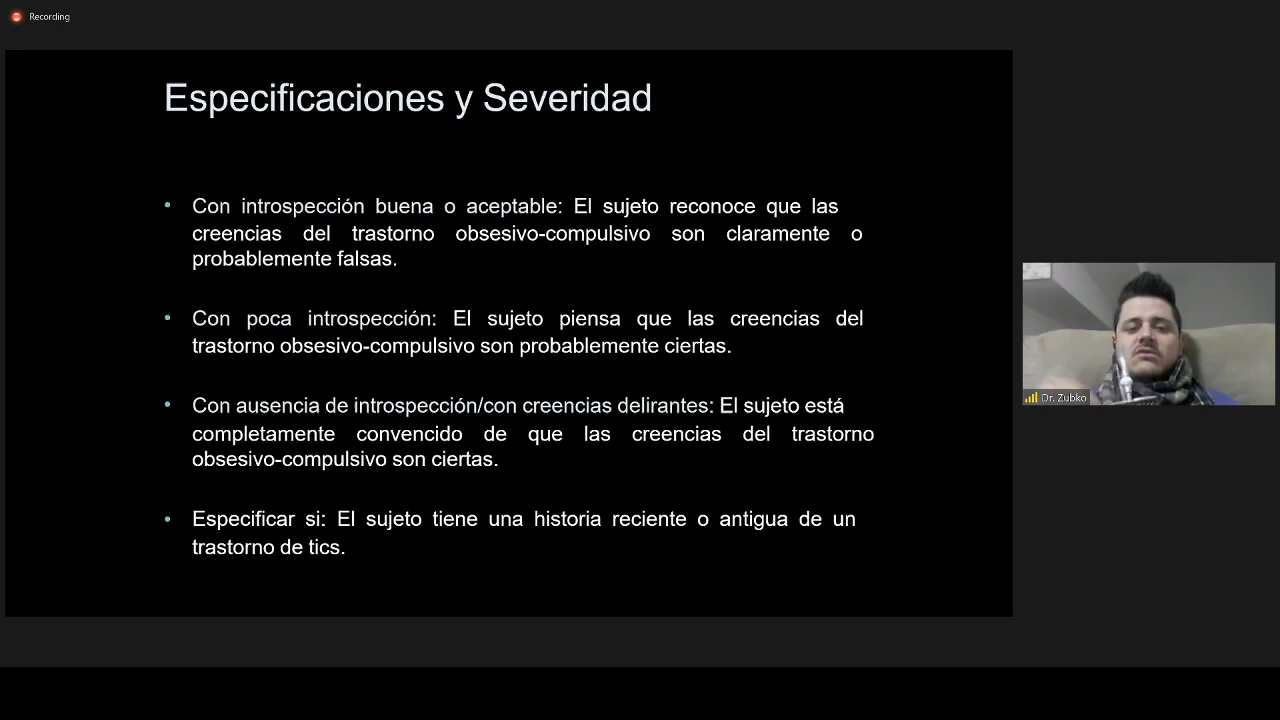 Recording
Especificaciones y Severidad
• Con introspección buena o aceptable: El sujeto reconoce que las
creencias del trastorno obsesivo-compulsivo son claramente o
probablemente falsas.
• Con poca introspección: El sujeto piensa que las creencias del
trastorno obsesivo-compulsivo son probablemente ciertas.
• Con ausencia de introspección/con creencias delirantes: El sujeto está
completamente convencido de que las creencias del trastorno
obsesivo-compulsivo son ciertas.
• Especificar si: El sujeto tiene una historia reciente o antigua de un
trastorno de tics.
Dr. Zubko